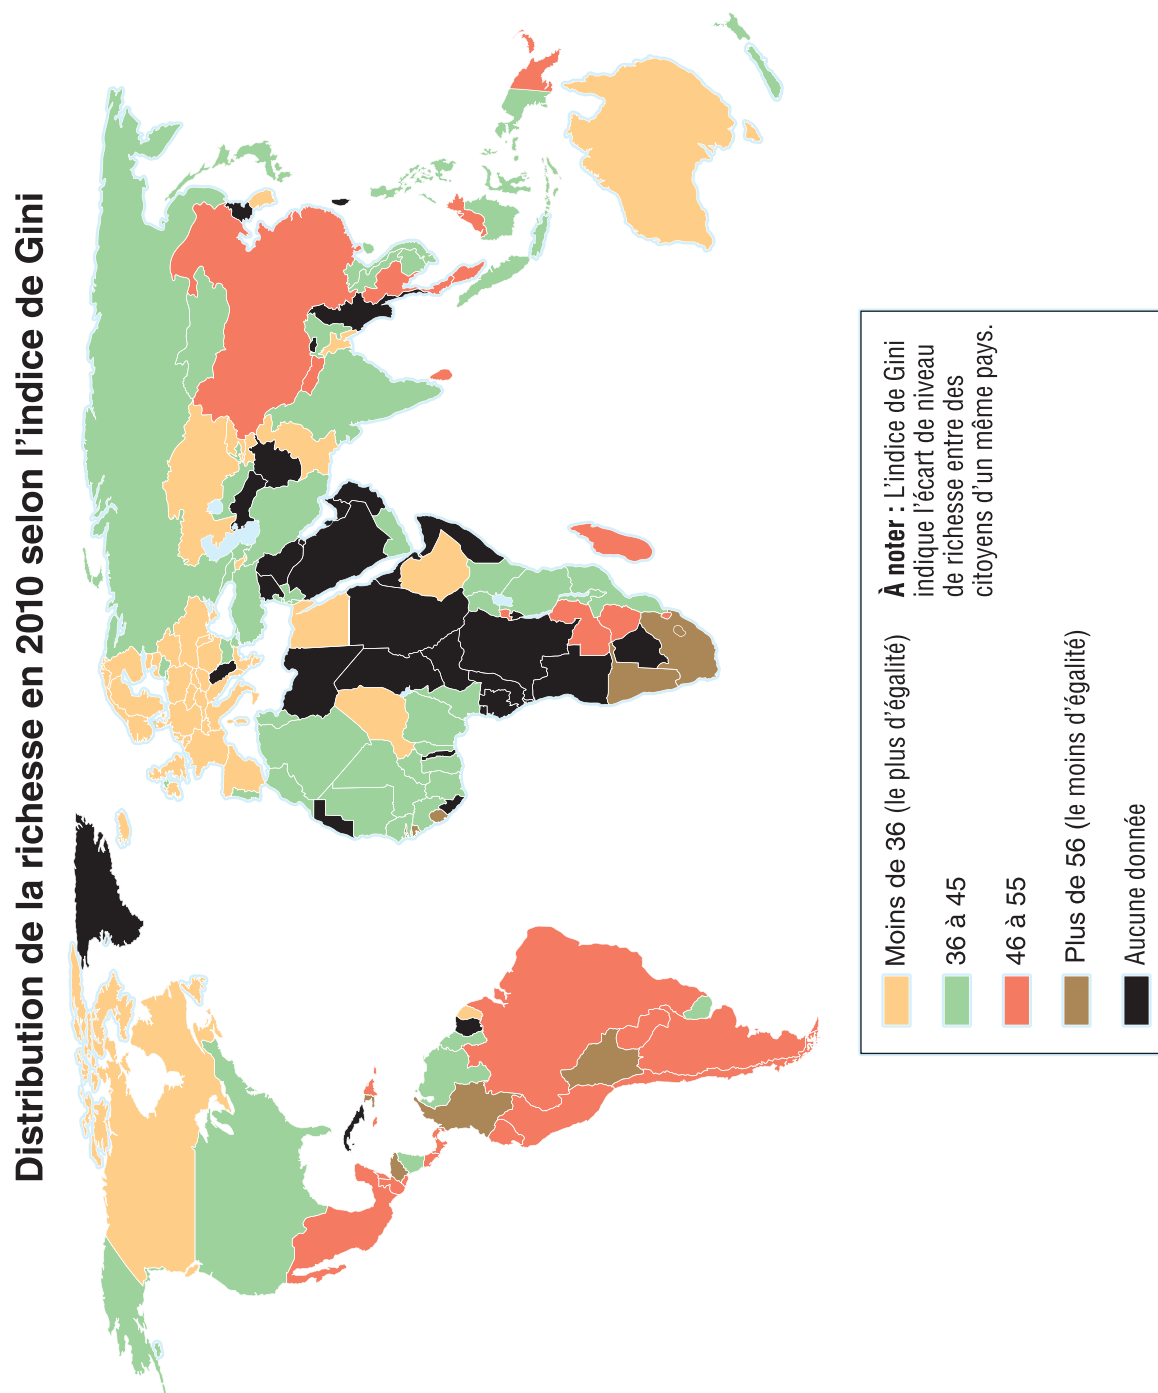 Distribution de la richesse en 2010 selon l'indice de Gini
Moins de 36 (le plus d'égalité)
36 à 45
46 à 55
Plus de 56 (le moins d'égalité)
Aucune donnée
À noter : L'indice de Gini
indique l'écart de niveau
de richesse entre des
citoyens d'un même pays.